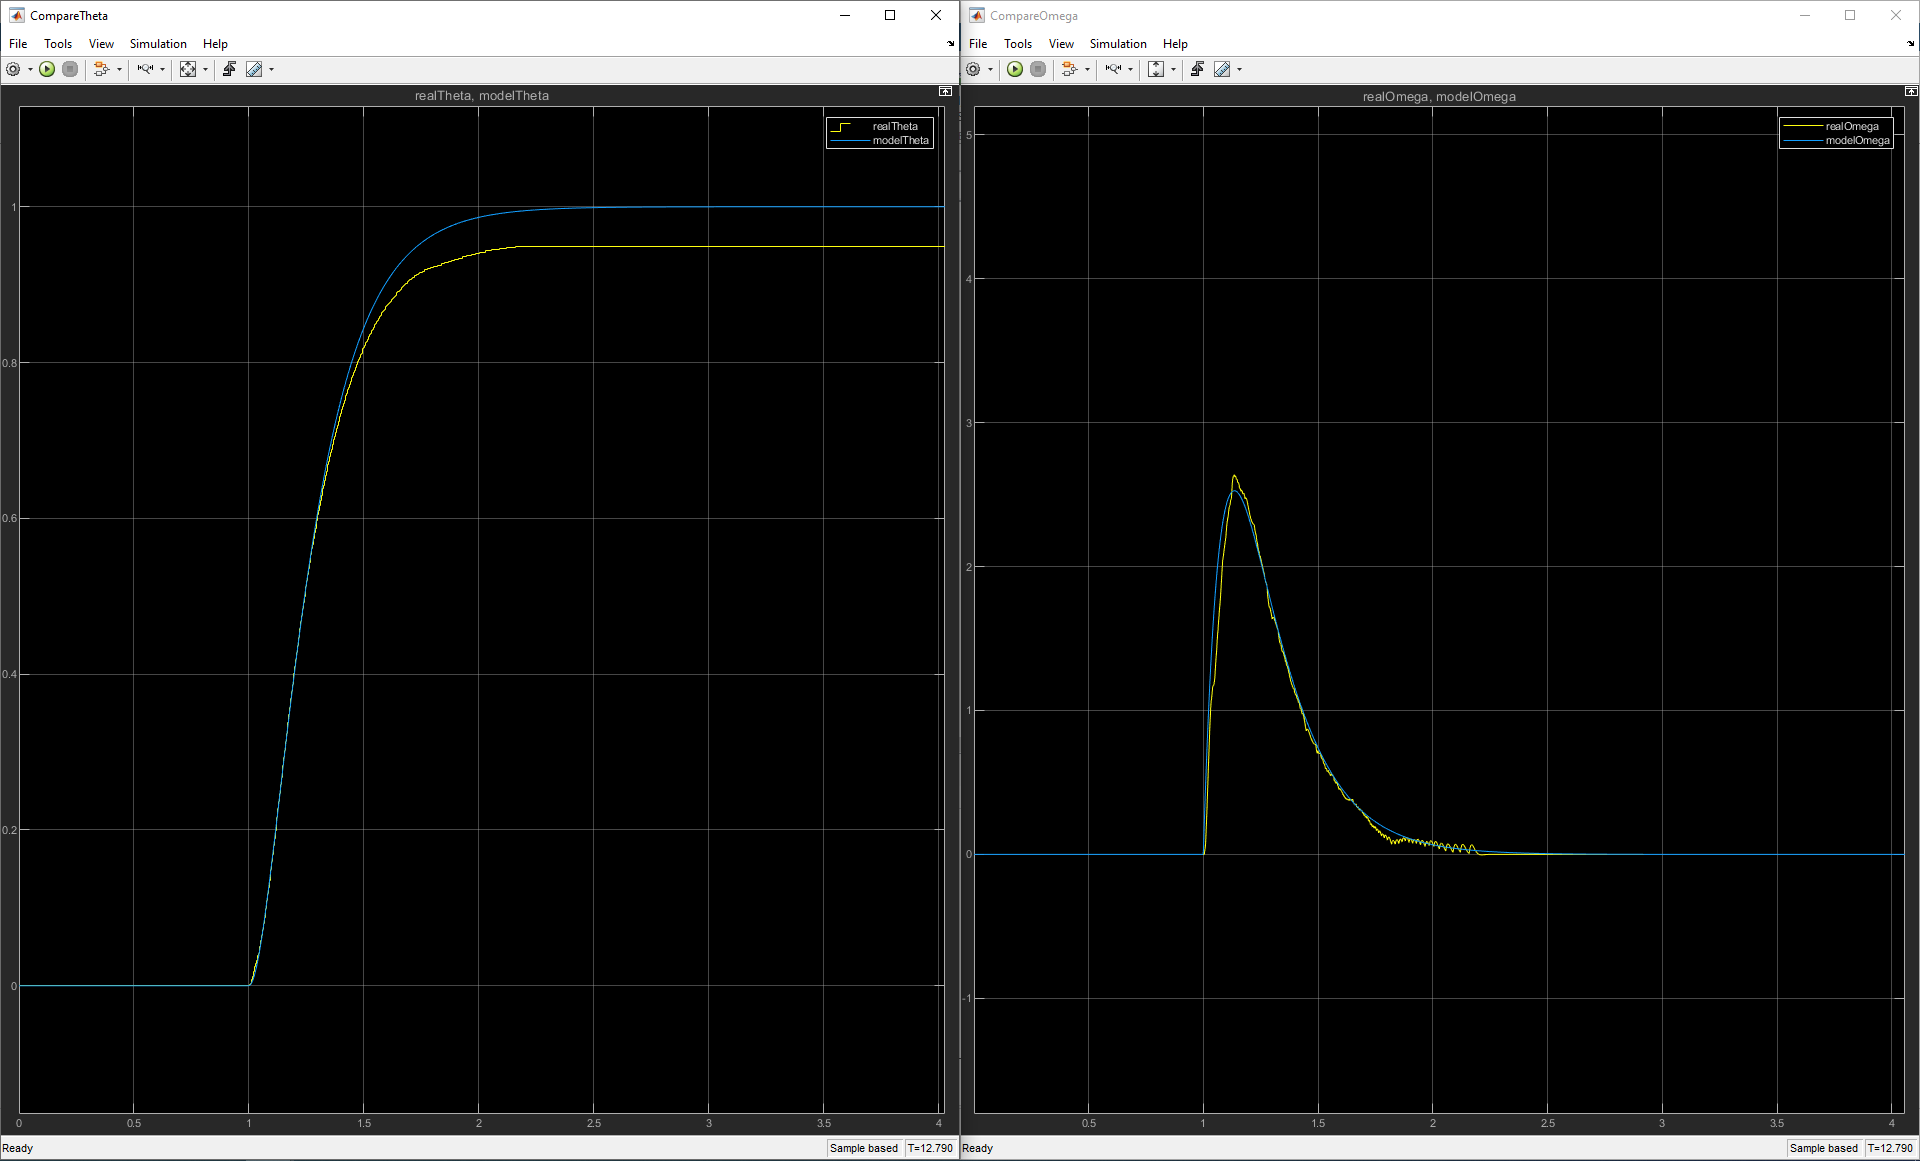 CompareTheta
File Tools View Simulation Help
realTheta, modelTheta
realTheta
modelTheta
1
0.8
0.6
0.4
0.2
0
0 0.5 1 1.5 2 2.5 3 3.5 4
Ready Sample based T=12.790
CompareOmega
File Tools View Simulation Help
realOmega, modelOmega
realOmega
modelOmega
5
4
3
2
1
0
-1
0.5 1 1.5 2 2.5 3 3.5 4
Ready Sample based T=12.790